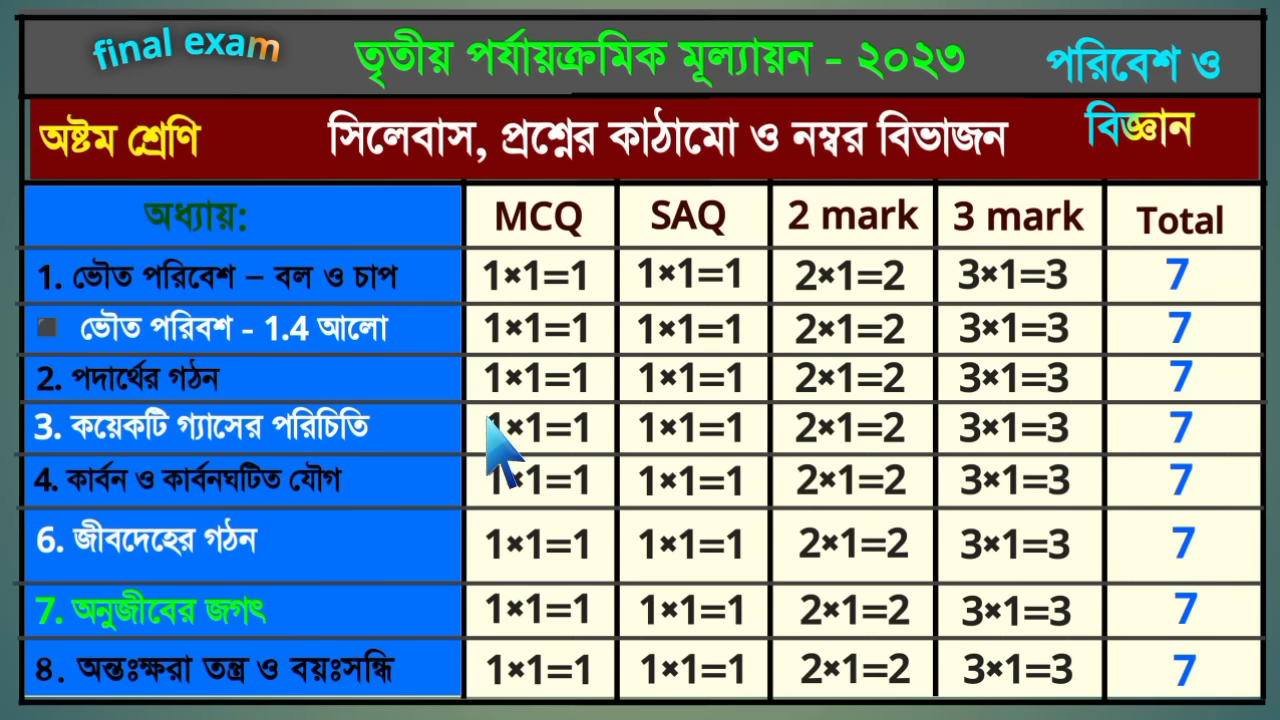 final exam
তৃতীয় পর্যায়ক্রমিক মূল্যায়ন - ২০২৩
পরিবেশ ও
বিজ্ঞান
অষ্টম শ্রেণি
সিলেবাস, প্রশ্নের কাঠামো ও নম্বর বিভাজন
অধ্যায়: MCQ SAQ 2 mark 3 mark Total
1. ভৌত পরিবেশ – বল ও চাপ 1×1=1 1×1=1 2×1=2 3×1=3 7
▪ ভৌত পরিবশ - 1.4 আলো 1×1=1 1×1=1 2×1=2 3×1=3 7
2. পদার্থের গঠন 1×1=1 1×1=1 2×1=2 3×1=3 7
3. কয়েকটি গ্যাসের পরিচিতি 1×1=1 1×1=1 2×1=2 3×1=3 7
4. কার্বন ও কার্বনঘটিত যৌগ 1×1=1 1×1=1 2×1=2 3×1=3 7
6. জীবদেহের গঠন 1×1=1 1×1=1 2×1=2 3×1=3 7
7. অনুজীবের জগৎ 1×1=1 1×1=1 2×1=2 3×1=3 7
৪. অন্তঃক্ষরা তন্ত্র ও বয়ঃসন্ধি 1×1=1 1×1=1 2×1=2 3×1=3 7